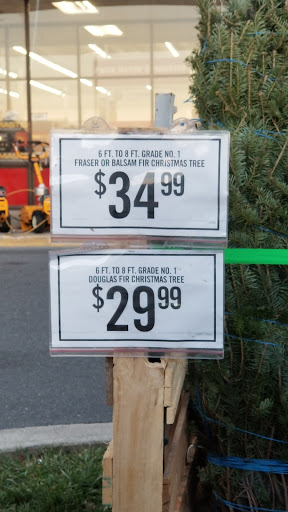 6 FT. TO 8 FT. GRADE NO. 1
FRASER OR BALSAM FIR CHRISTMAS TREE
$34.99
6 FT. TO 8 FT. GRADE NO. 1
DOUGLAS FIR CHRISTMAS TREE
$29.99